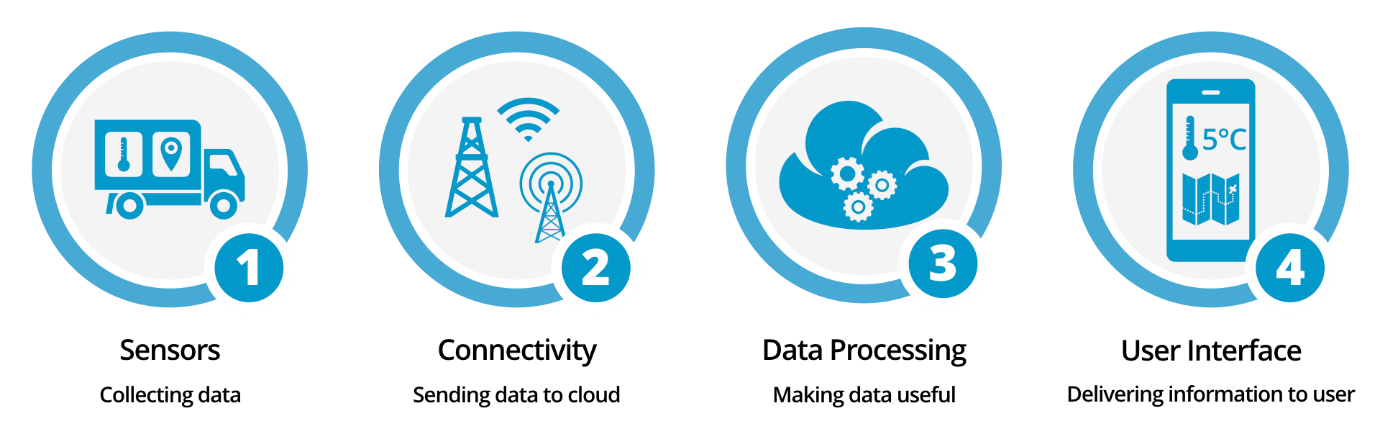 5°C
1
2
3
4
Sensors
Connectivity
Data Processing
User Interface
Collecting data
Sending data to cloud
Making data useful
Delivering information to user